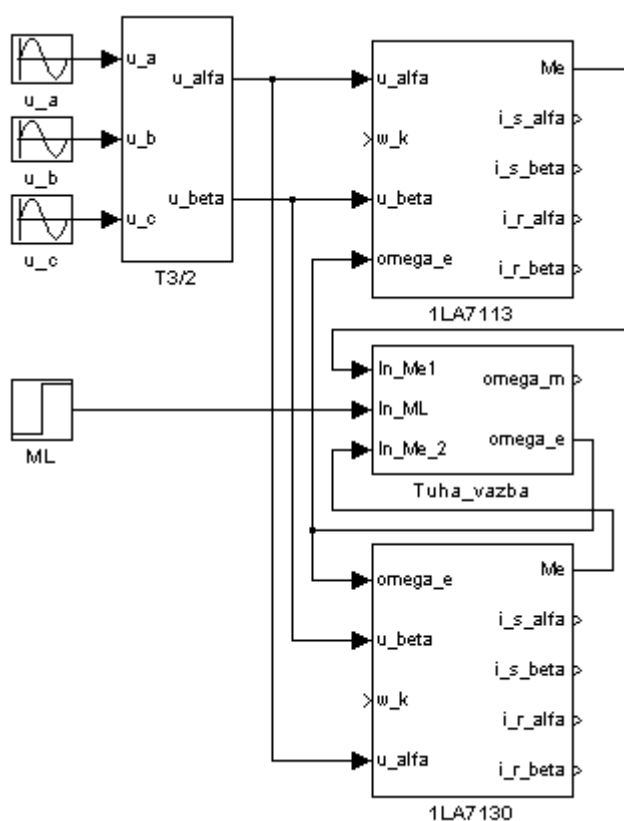 u_a
u_b
u_c
u_a
u_b
u_c
u_alfa
u_beta
T3/2
u_alfa
w_k
u_beta
omega_e
Me
i_s_alfa
i_s_beta
i_r_alfa
i_r_beta
1LA7113
ML
In_Me1
In_ML
In_Me_2
omega_m
omega_e
Tuha_vazba
omega_e
u_beta
w_k
u_alfa
Me
i_s_alfa
i_s_beta
i_r_alfa
i_r_beta
1LA7130